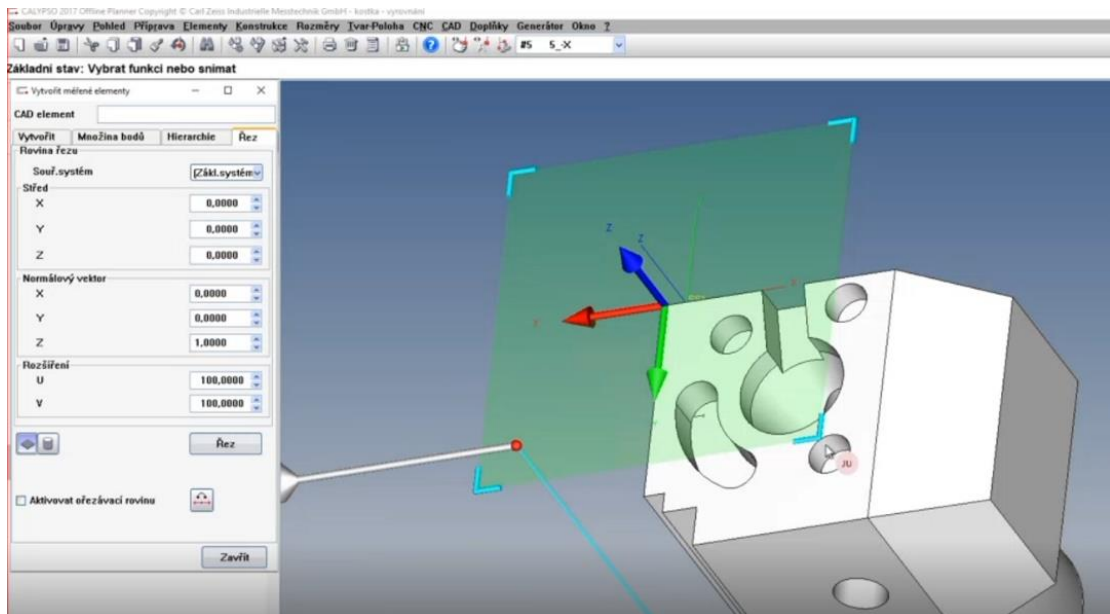 CALYPSO 2017 Offline Planner Copyright © Carl Zeiss Industrielle Messtechnik GmbH - kostka - vyrovnání
Soubor Úpravy Pohled Příprava Elementy Konstrukce Rozměry Tvar-Poloha CNC CAD Doplňky Generátor Okno ?
#5 5_-X
Základní stav: Vybrat funkci nebo snímat
Vytvořit měřené elementy
CAD element
Vytvořit Množina bodů Hierarchie Řez
Rovina řezu
Souř.systém [Zákl.systém
Střed
X 0,0000
Y 0,0000
Z 0,0000
Normálový vektor
X 0,0000
Y 0,0000
Z 1,0000
Rozšíření
U 100,0000
V 100,0000
Řez
Aktivovat ořezávací rovinu
Zavřít
Z
Z
JU